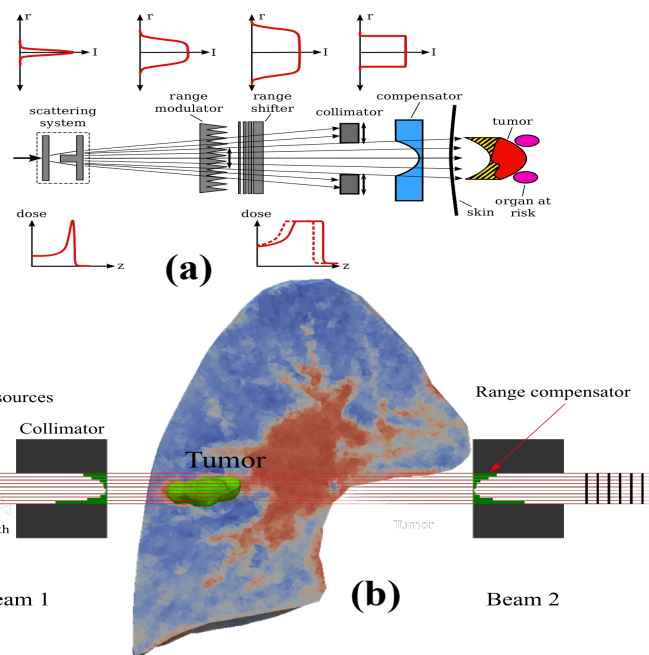 r
r
r
r
I
I
I
I
scattering
system
range
modulator
range
shifter
collimator
compensator
tumor
skin
organ at
risk
dose
z
(a)
dose
z
sources
Collimator
Tumor
Range compensator
Tumor
th
eam 1
(b)
Beam 2